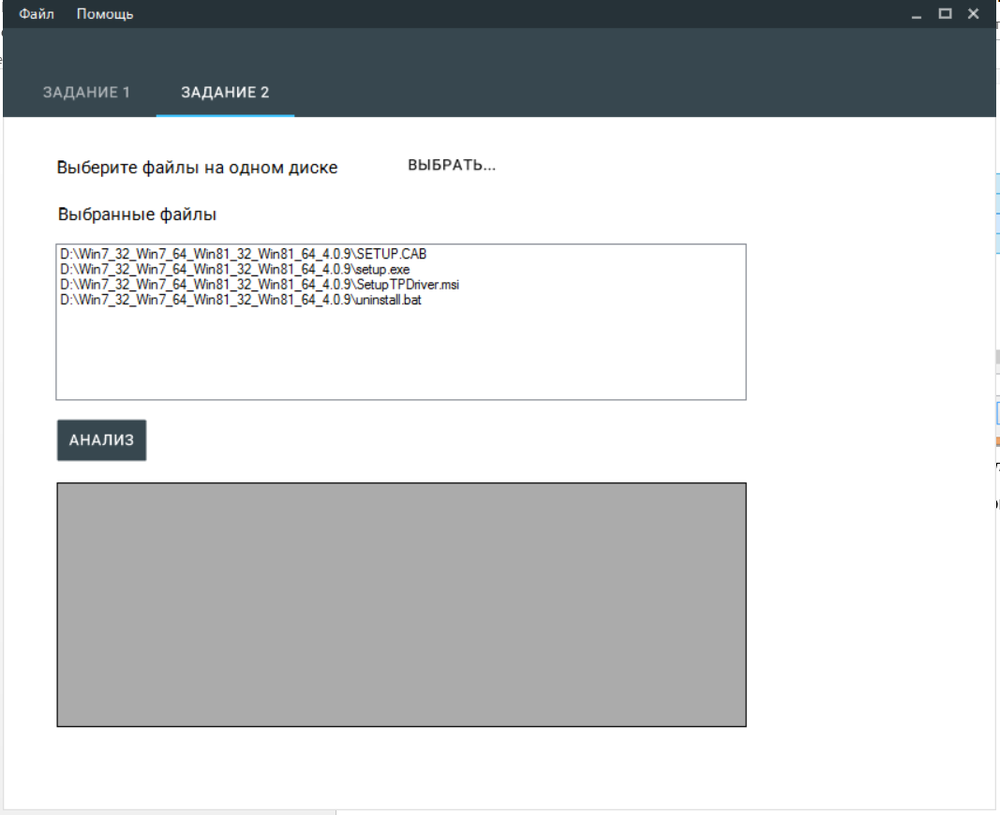 Файл Помощь
ЗАДАНИЕ 1 ЗАДАНИЕ 2
Выберите файлы на одном диске ВЫБРАТЬ...
Выбранные файлы
D:\Win7_32_Win7_64_Win81_32_Win81_64_4.0.9\SETUP.CAB
D:\Win7_32_Win7_64_Win81_32_Win81_64_4.0.9\setup.exe
D:\Win7_32_Win7_64_Win81_32_Win81_64_4.0.9\SetupTPDriver.msi
D:\Win7_32_Win7_64_Win81_32_Win81_64_4.0.9\uninstall.bat
АНАЛИЗ